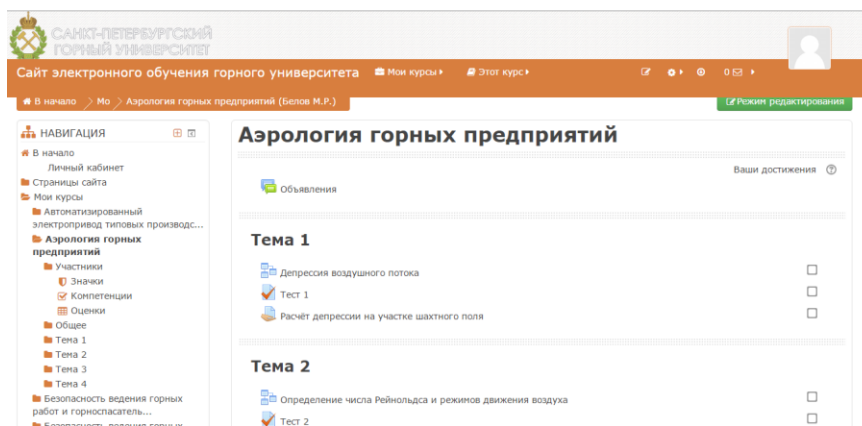 САНКТ-ПЕТЕРБУРГСКИЙ
ГОРНЫЙ УНИВЕРСИТЕТ
Сайт электронного обучения горного университета Мои курсы Этот курс 0
В начало Мо Аэрология горных предприятий (Белов М.Р.) Режим редактирования
НАВИГАЦИЯ
В начало
Личный кабинет
Страницы сайта
Мои курсы
Автоматизированный
электропривод типовых производс...
Аэрология горных
предприятий
Участники
Значки
Компетенции
Оценки
Общее
Тема 1
Тема 2
Тема 3
Тема 4
Безопасность ведения горных
работ и горноспасатель...
Безопасность ведения горных
Аэрология горных предприятий
Ваши достижения
Объявления
Тема 1
Депрессия воздушного потока
Тест 1
Расчёт депрессии на участке шахтного поля
Тема 2
Определение числа Рейнольдса и режимов движения воздуха
Тест 2